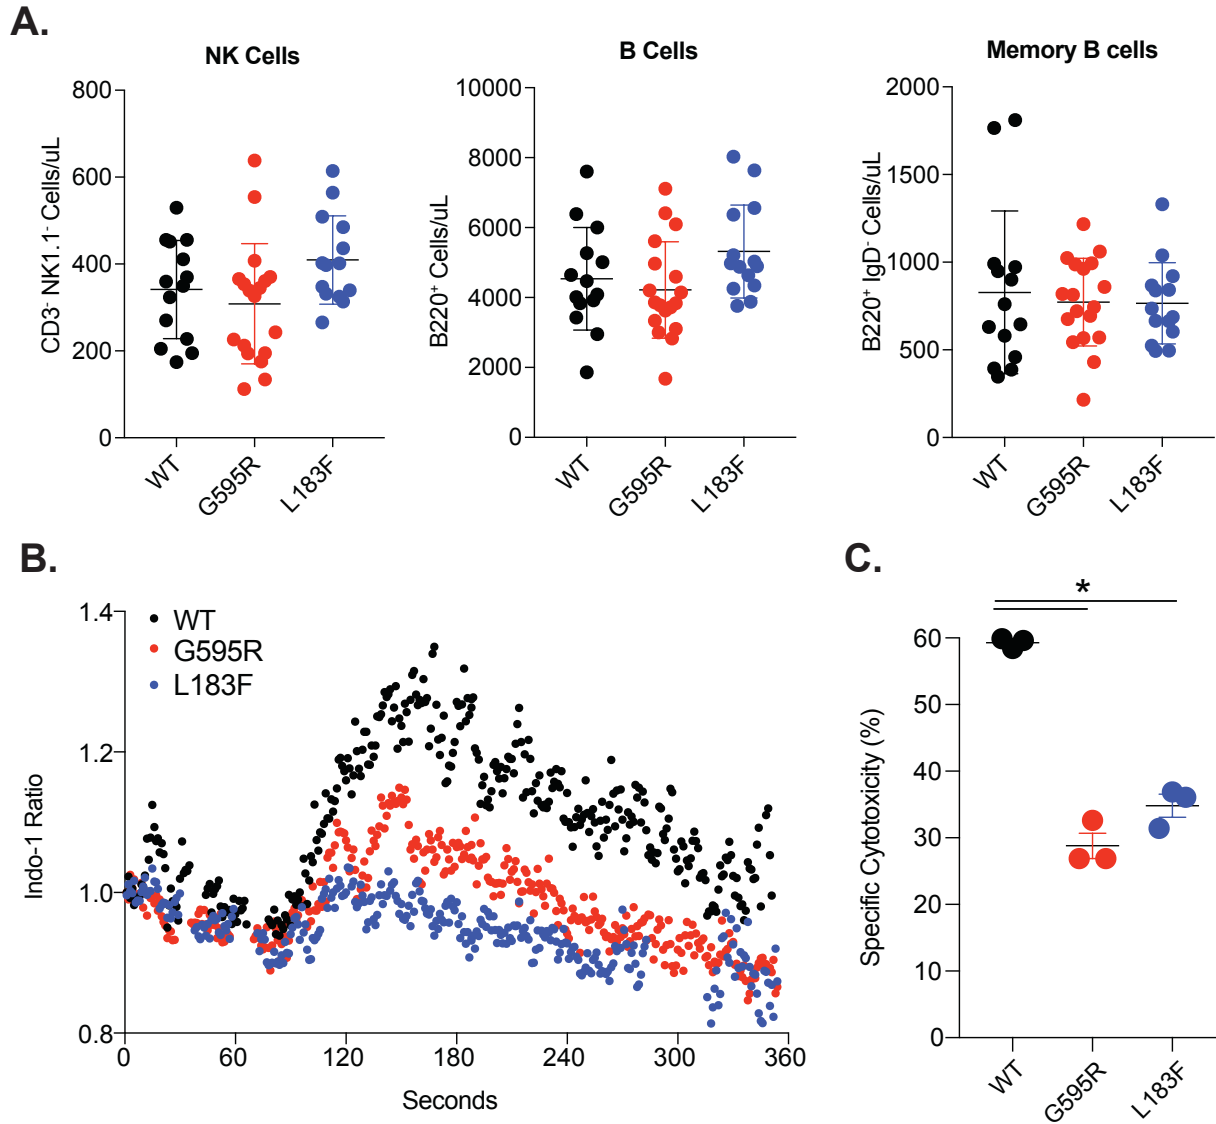 A.
NK Cells
B Cells
Memory B cells
CD3⁻ NK1.1⁻ Cells/uL
800
600
400
200
0
WT
G595R
L183F
B220⁺ Cells/uL
10000
8000
6000
4000
2000
0
WT
G595R
L183F
B220⁺ IgD⁻ Cells/uL
2000
1500
1000
500
0
WT
G595R
L183F
B.
Indo-1 Ratio
1.4
1.2
1.0
0.8
WT
G595R
L183F
0
60
120
180
240
300
360
Seconds
C.
*
Specific Cytotoxicity (%)
60
50
40
30
20
10
0
WT
G595R
L183F